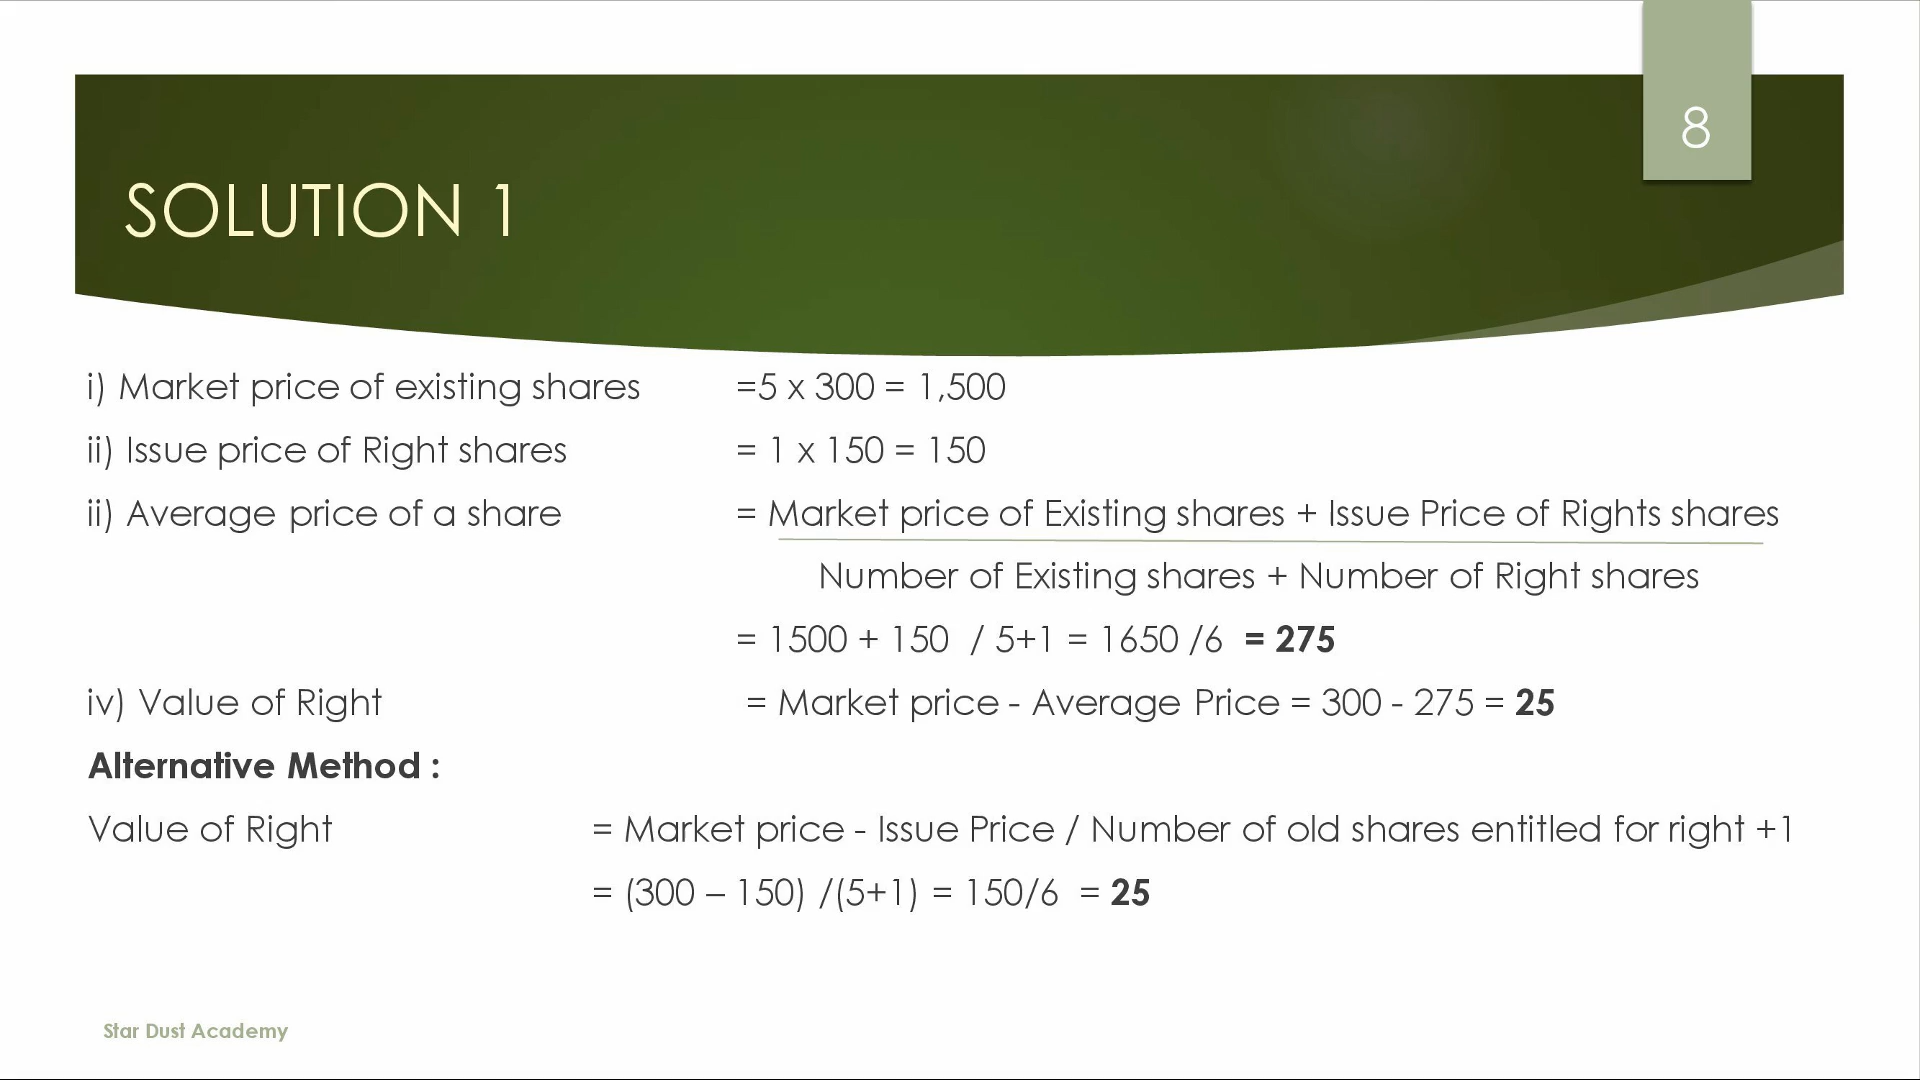 8
SOLUTION 1
i) Market price of existing shares =5 x 300 = 1,500
ii) Issue price of Right shares = 1 x 150 = 150
ii) Average price of a share = Market price of Existing shares + Issue Price of Rights shares
Number of Existing shares + Number of Right shares
= 1500 + 150 / 5+1 = 1650 /6 = 275
iv) Value of Right = Market price - Average Price = 300 - 275 = 25
Alternative Method :
Value of Right = Market price - Issue Price / Number of old shares entitled for right +1
= (300 – 150) /(5+1) = 150/6 = 25
Star Dust Academy